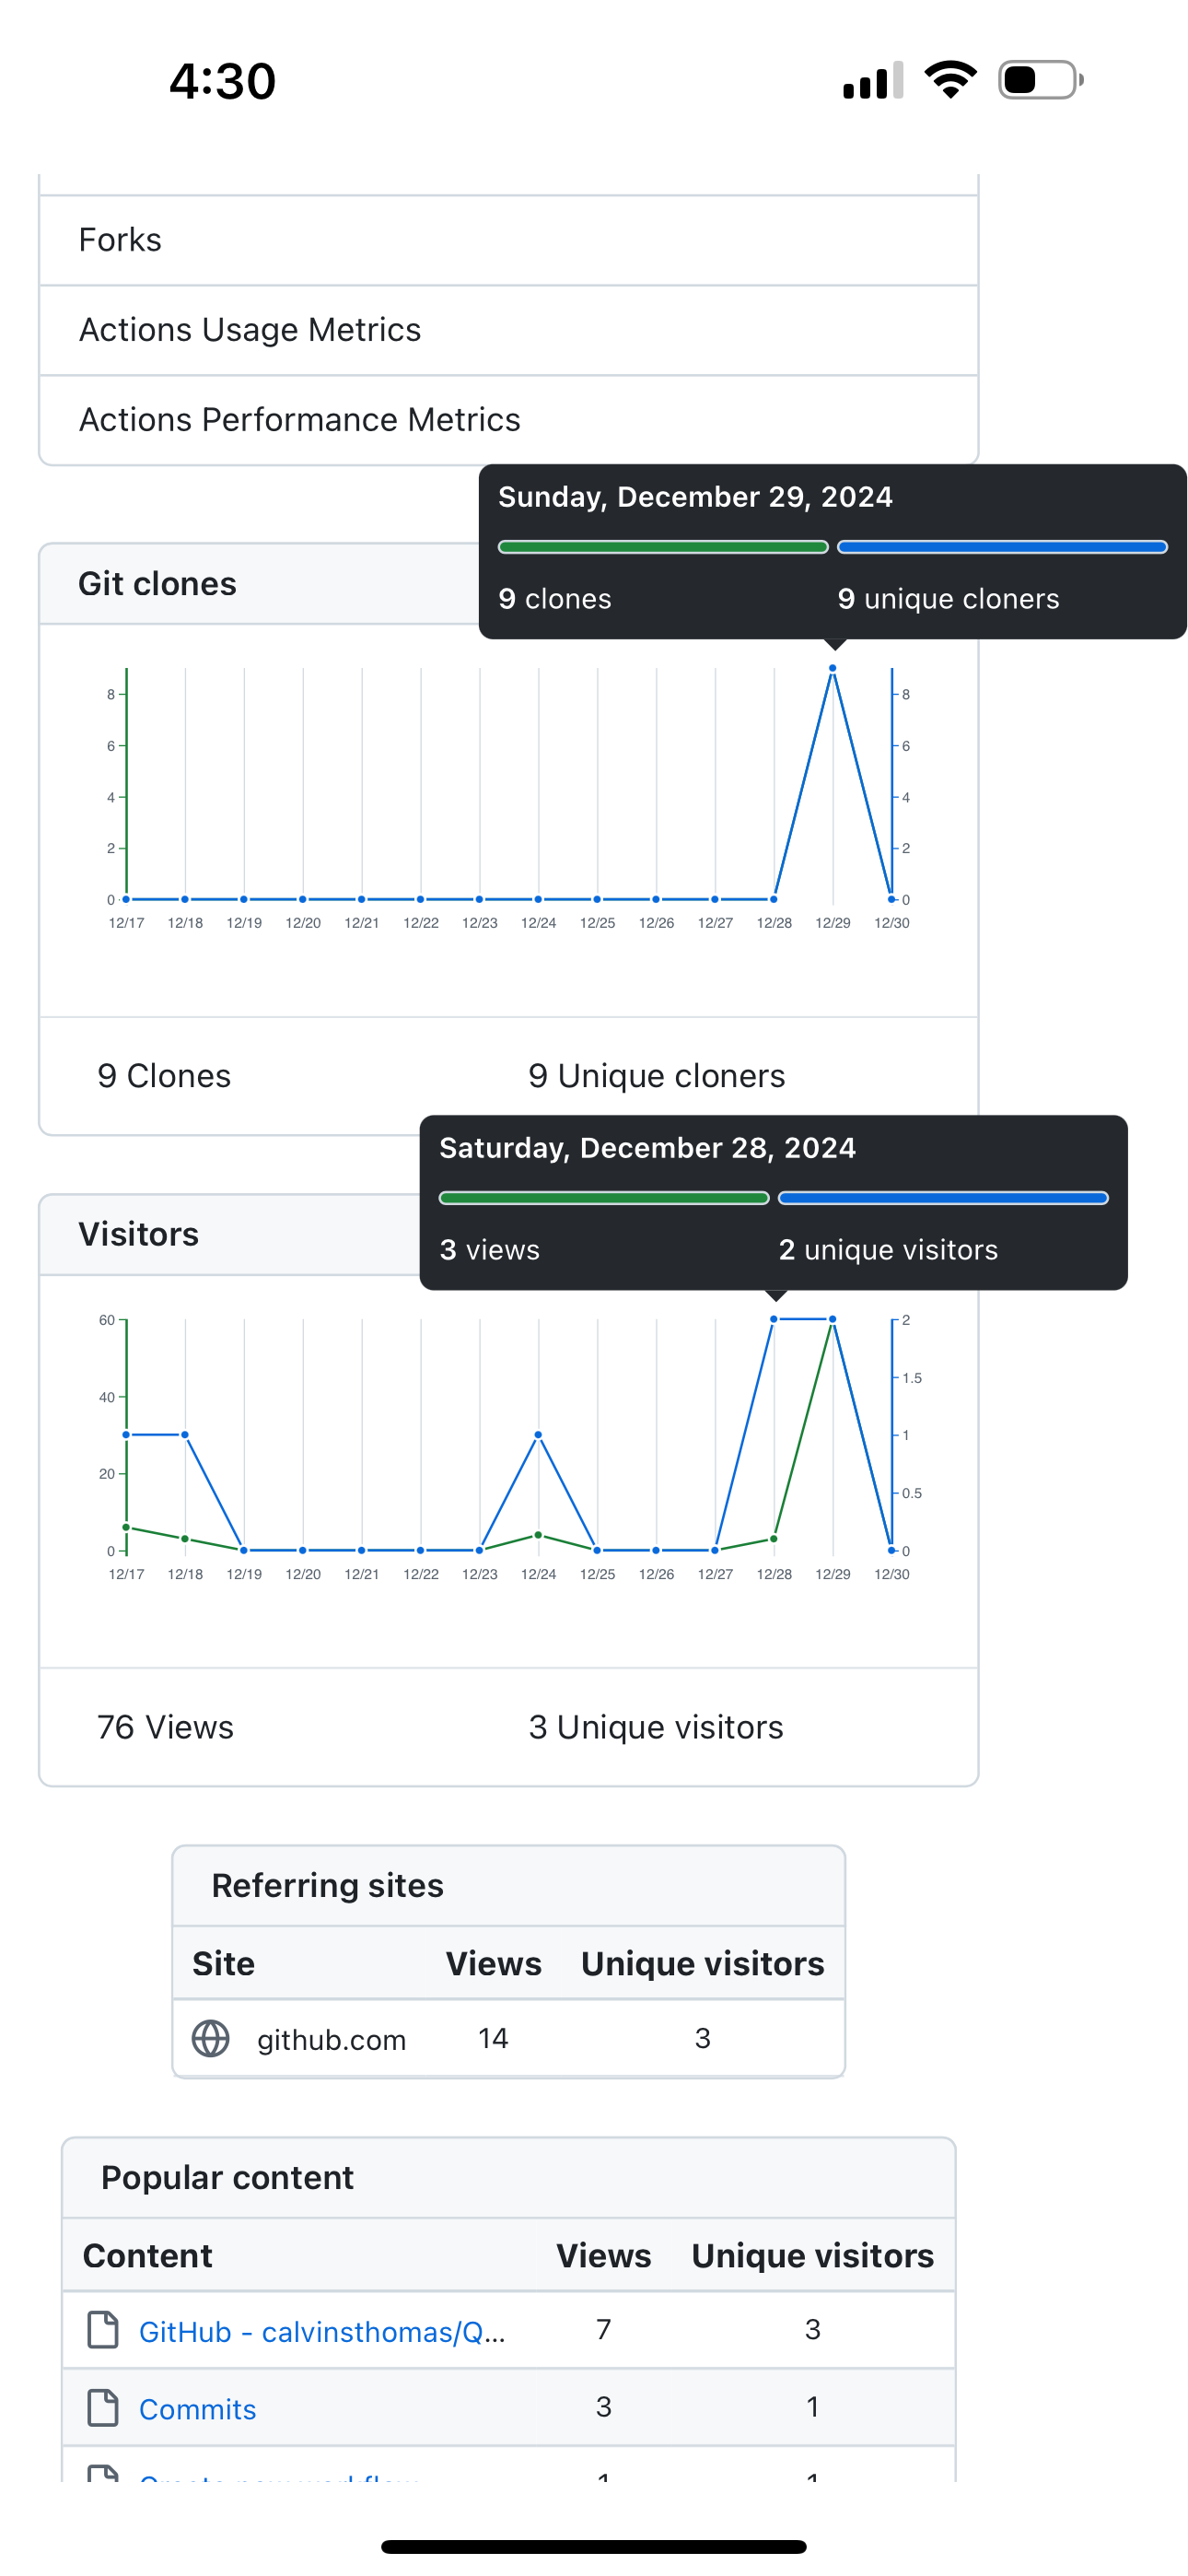 4:30
Forks
Actions Usage Metrics
Actions Performance Metrics
Sunday, December 29, 2024
9 clones 9 unique cloners
Git clones
8 8
6 6
4 4
2 2
0 0
12/17 12/18 12/19 12/20 12/21 12/22 12/23 12/24 12/25 12/26 12/27 12/28 12/29 12/30
9 Clones 9 Unique cloners
Saturday, December 28, 2024
3 views 2 unique visitors
Visitors
60 2
1.5
40
1
20
0.5
0 0
12/17 12/18 12/19 12/20 12/21 12/22 12/23 12/24 12/25 12/26 12/27 12/28 12/29 12/30
76 Views 3 Unique visitors
Referring sites
Site Views Unique visitors
github.com 14 3
Popular content
Content Views Unique visitors
GitHub - calvinsthomas/Q... 7 3
Commits 3 1